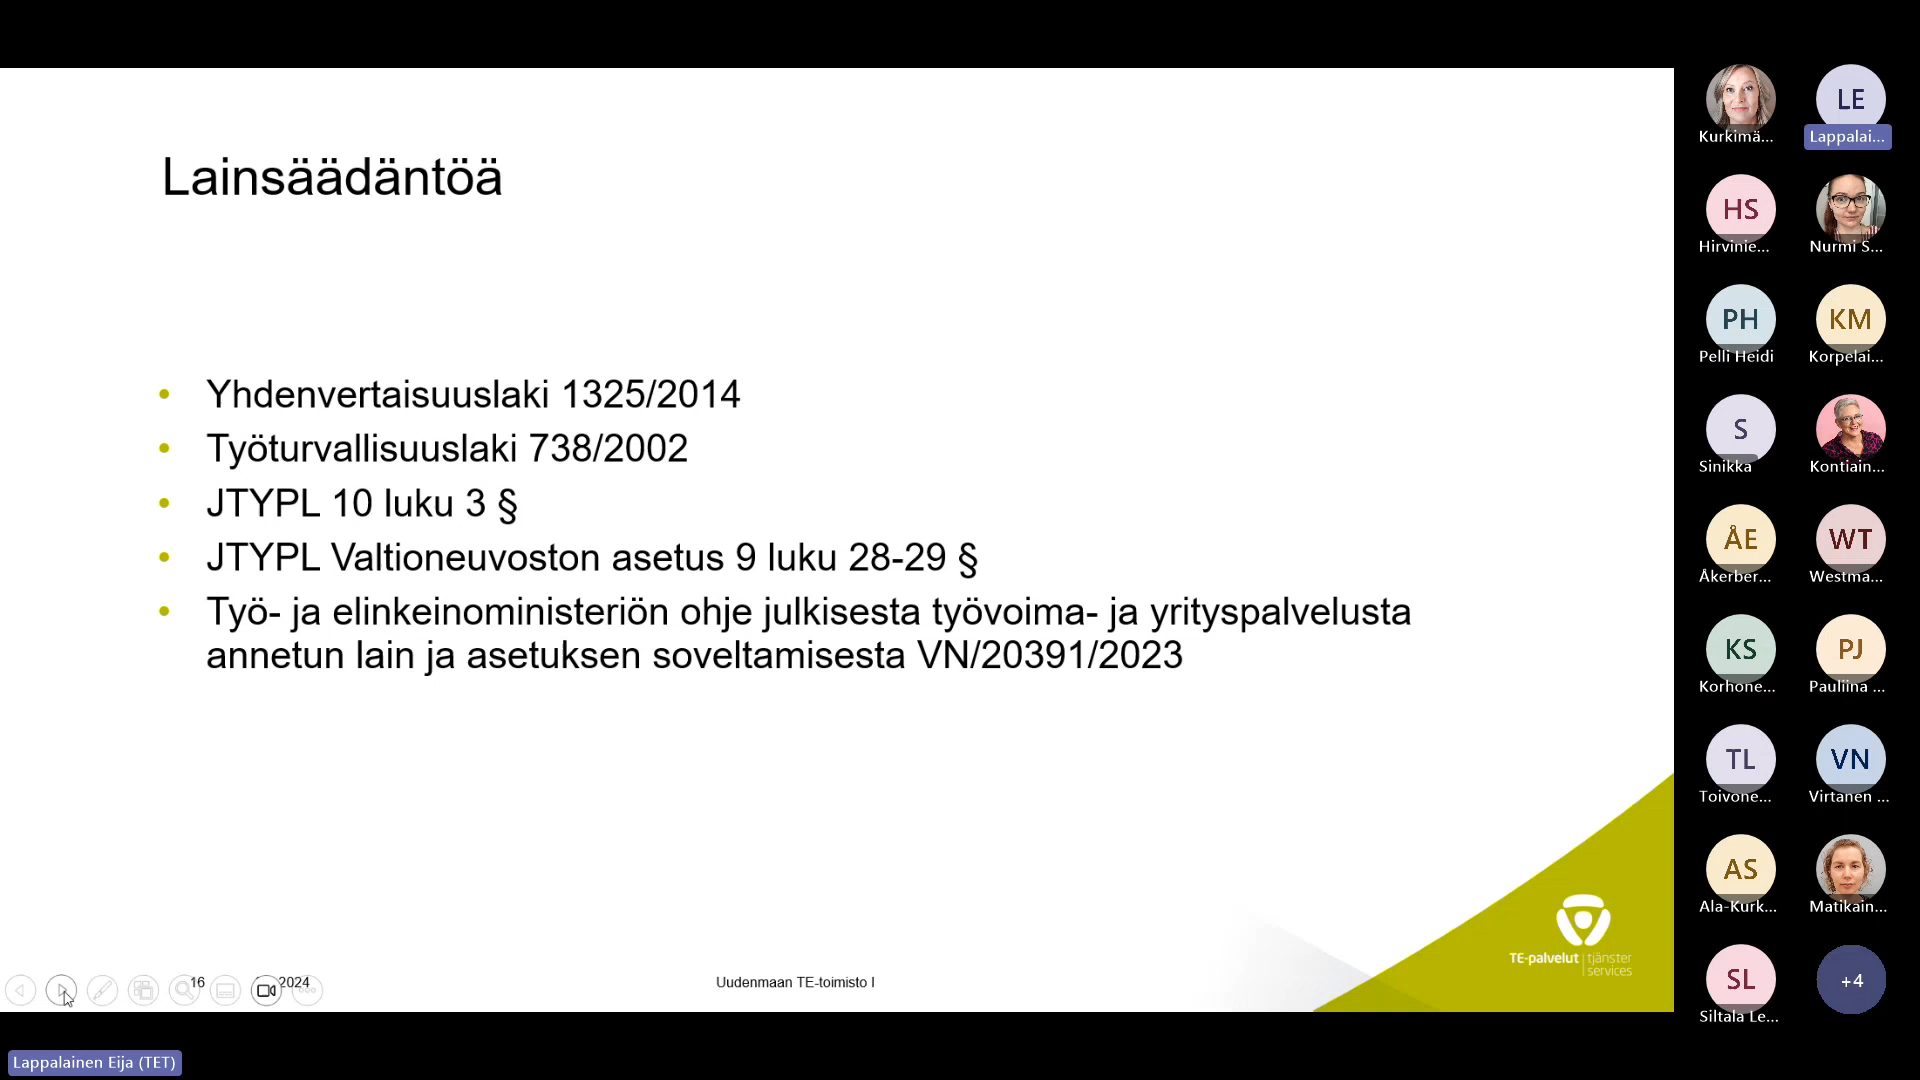 Lainsäädäntöä
• Yhdenvertaisuuslaki 1325/2014
• Työturvallisuuslaki 738/2002
• JTYPL 10 luku 3 §
• JTYPL Valtioneuvoston asetus 9 luku 28-29 §
• Työ- ja elinkeinoministeriön ohje julkisesta työvoima- ja yrityspalvelusta
annetun lain ja asetuksen soveltamisesta VN/20391/2023
16
2024
Uudenmaan TE-toimisto I
TE-palvelut tjänster
services
Lappalainen Eija (TET)
Kurkimä...
LE
Lappalai...
HS
Hirvinie...
Nurmi S...
PH
Pelli Heidi
KM
Korpelai...
S
Sinikka
Kontiain...
ÅE
Åkerber...
WT
Westma...
KS
Korhone...
PJ
Pauliina ...
TL
Toivone...
VN
Virtanen ...
AS
Ala-Kurk...
Matikain...
SL
Siltala Le...
+4